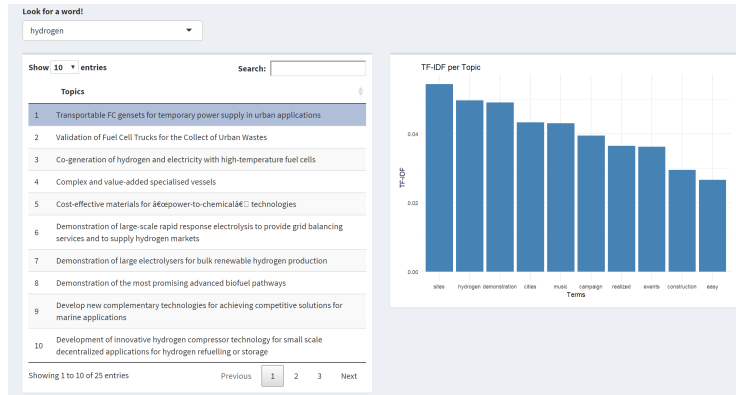 Look for a word!
hydrogen
Show 10 entries
Search:
Topics
1 Transportable FC gensets for temporary power supply in urban applications
2 Validation of Fuel Cell Trucks for the Collect of Urban Wastes
3 Co-generation of hydrogen and electricity with high-temperature fuel cells
4 Complex and value-added specialised vessels
5 Cost-effective materials for “power-to-chemical†technologies
6 Demonstration of large-scale rapid response electrolysis to provide grid balancing
services and to supply hydrogen markets
7 Demonstration of large electrolysers for bulk renewable hydrogen production
8 Demonstration of the most promising advanced biofuel pathways
9 Develop new complementary technologies for achieving competitive solutions for
marine applications
10 Development of innovative hydrogen compressor technology for small scale
decentralized applications for hydrogen refuelling or storage
Showing 1 to 10 of 25 entries
Previous 1 2 3 Next
TF-IDF per Topic
TF-IDF
0.04
0.02
0.00
sites hydrogen demonstration cities music campaign realized events construction easy
Terms